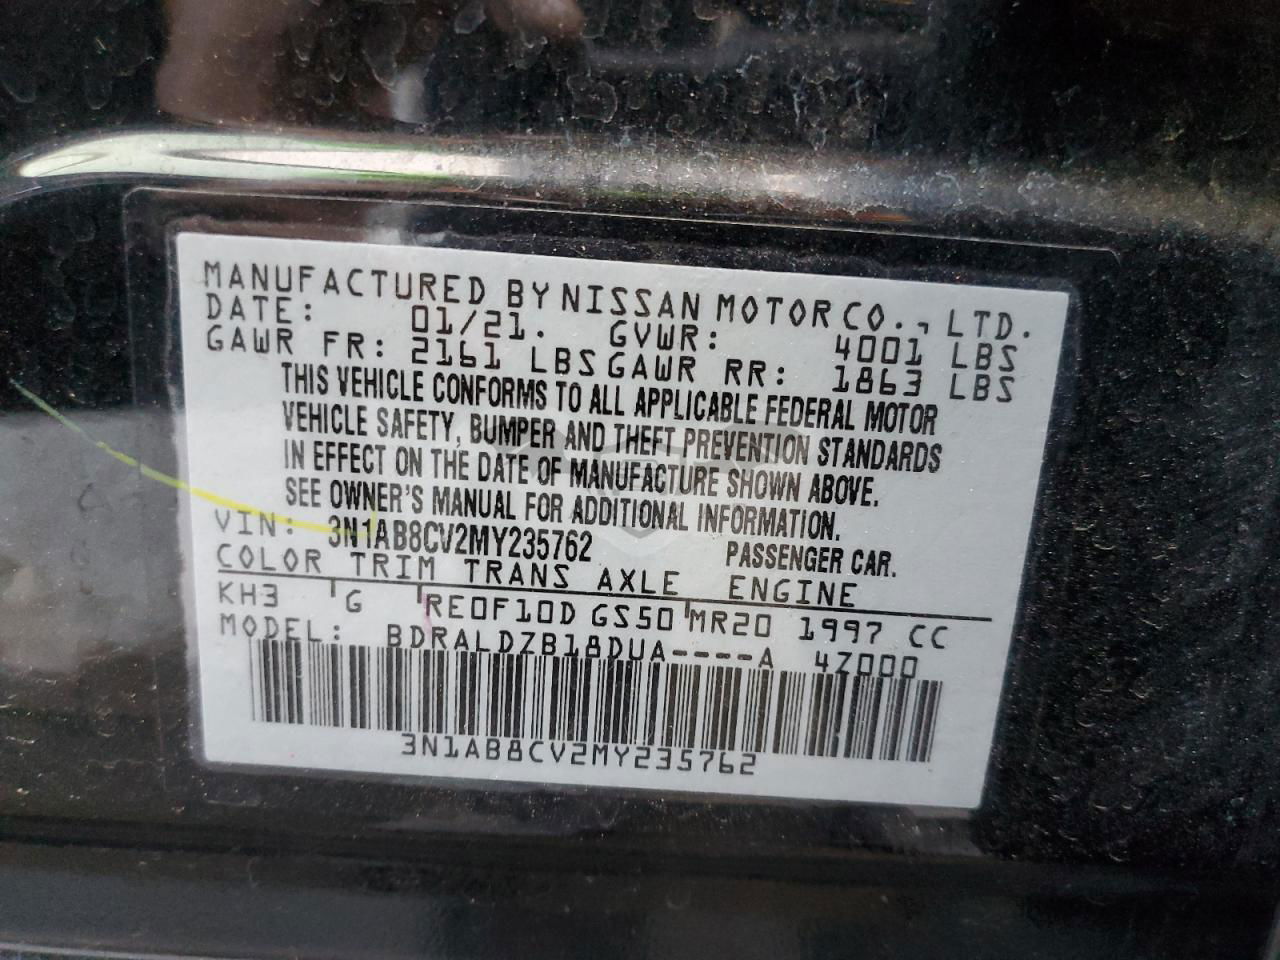 MANUFACTURED BY NISSAN MOTOR CO., LTD.
DATE: 01/21. GVWR: 4001 LBS
GAWR FR: 2161 LBS GAWR RR: 1863 LBS
THIS VEHICLE CONFORMS TO ALL APPLICABLE FEDERAL MOTOR
VEHICLE SAFETY, BUMPER AND THEFT PREVENTION STANDARDS
IN EFFECT ON THE DATE OF MANUFACTURE SHOWN ABOVE.
SEE OWNER'S MANUAL FOR ADDITIONAL INFORMATION.
VIN: 3N1AB8CV2MY235762 PASSENGER CAR.
COLOR TRIM TRANS AXLE ENGINE
KH3 G RE0F10D GS50 MR20 1997 CC
MODEL: BDRALDZB18DUA----A 4Z000
3N1AB8CV2MY235762